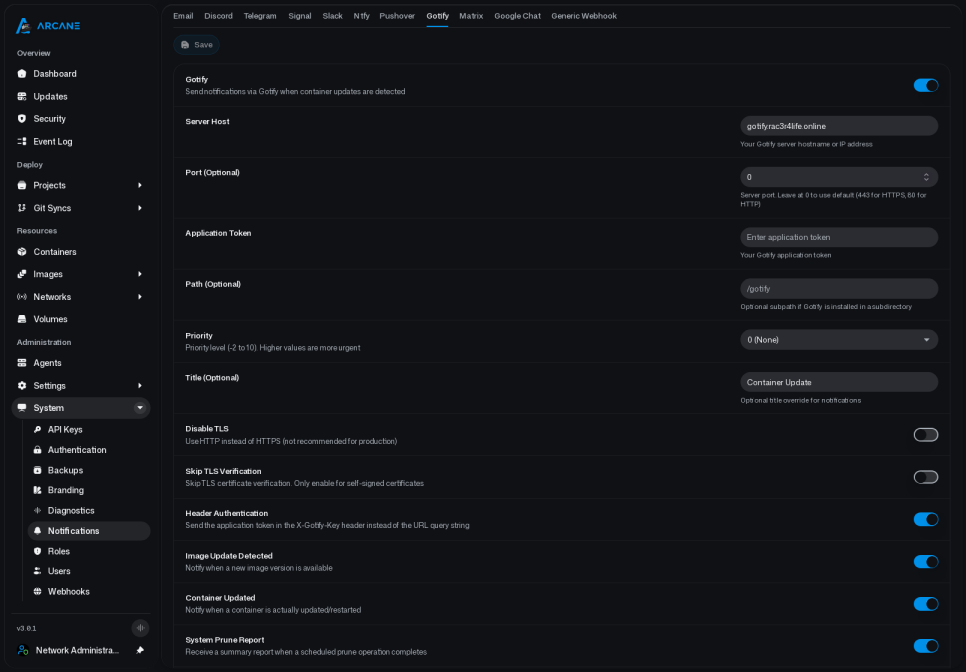 ARCANE
Overview
Dashboard
Updates
Security
Event Log
Deploy
Projects
Git Syncs
Resources
Containers
Images
Networks
Volumes
Administration
Agents
Settings
System
API Keys
Authentication
Backups
Branding
Diagnostics
Notifications
Roles
Users
Webhooks
v3.0.1
Network Administra...
Email Discord Telegram Signal Slack Ntfy Pushover Gotify Matrix Google Chat Generic Webhook
Save
Gotify
Send notifications via Gotify when container updates are detected
Server Host
gotify.rac3r4life.online
Your Gotify server hostname or IP address
Port (Optional)
0
Server port. Leave at 0 to use default (443 for HTTPS, 80 for
HTTP)
Application Token
Enter application token
Your Gotify application token
Path (Optional)
/gotify
Optional subpath if Gotify is installed in a subdirectory
Priority
Priority level (-2 to 10). Higher values are more urgent
0 (None)
Title (Optional)
Container Update
Optional title override for notifications
Disable TLS
Use HTTP instead of HTTPS (not recommended for production)
Skip TLS Verification
Skip TLS certificate verification. Only enable for self-signed certificates
Header Authentication
Send the application token in the X-Gotify-Key header instead of the URL query string
Image Update Detected
Notify when a new image version is available
Container Updated
Notify when a container is actually updated/restarted
System Prune Report
Receive a summary report when a scheduled prune operation completes